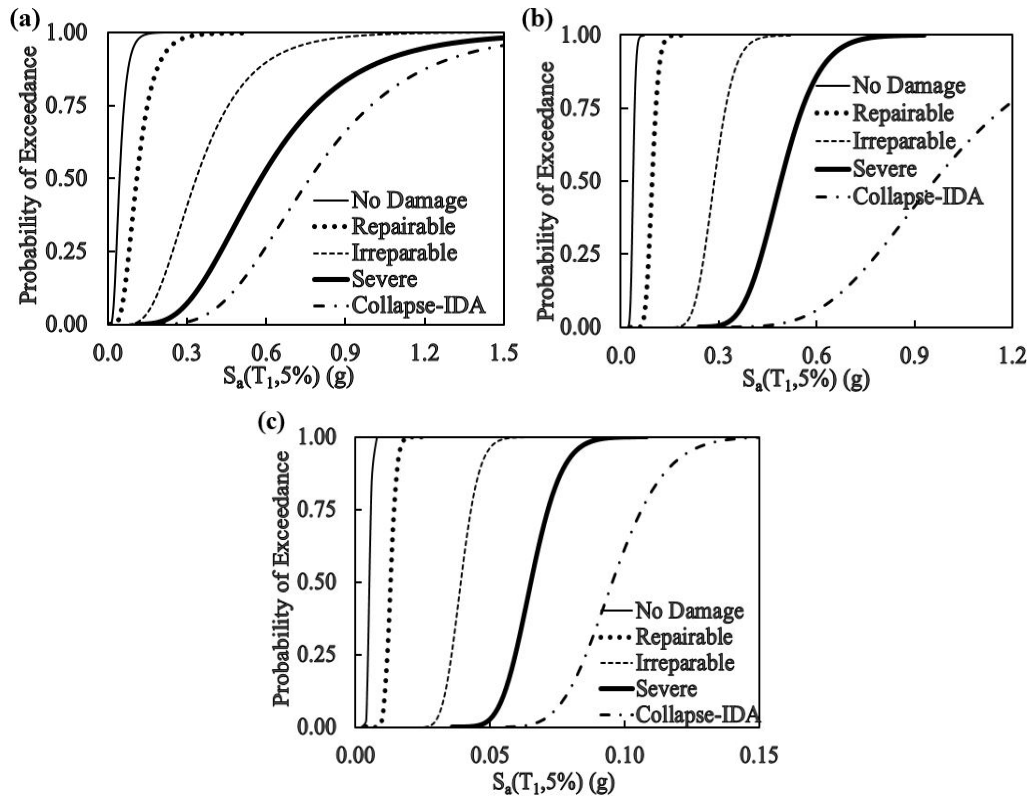 (a)
1.00
0.75
0.50
0.25
0.00
Probability of Exceedance
No Damage
Repairable
Irreparable
Severe
Collapse-IDA
0.0 0.3 0.6 0.9 1.2 1.5
Sₐ(T₁,5%) (g)
(b)
1.00
0.75
0.50
0.25
0.00
Probability of Exceedance
No Damage
Repairable
Irreparable
Severe
Collapse-IDA
0.0 0.3 0.6 0.9 1.2
Sₐ(T₁,5%) (g)
(c)
1.00
0.75
0.50
0.25
0.00
Probability of Exceedance
No Damage
Repairable
Irreparable
Severe
Collapse-IDA
0.00 0.05 0.10 0.15
Sₐ(T₁,5%) (g)